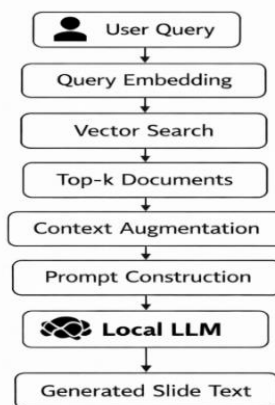 User Query
Query Embedding
Vector Search
Top-k Documents
Context Augmentation
Prompt Construction
Local LLM
Generated Slide Text